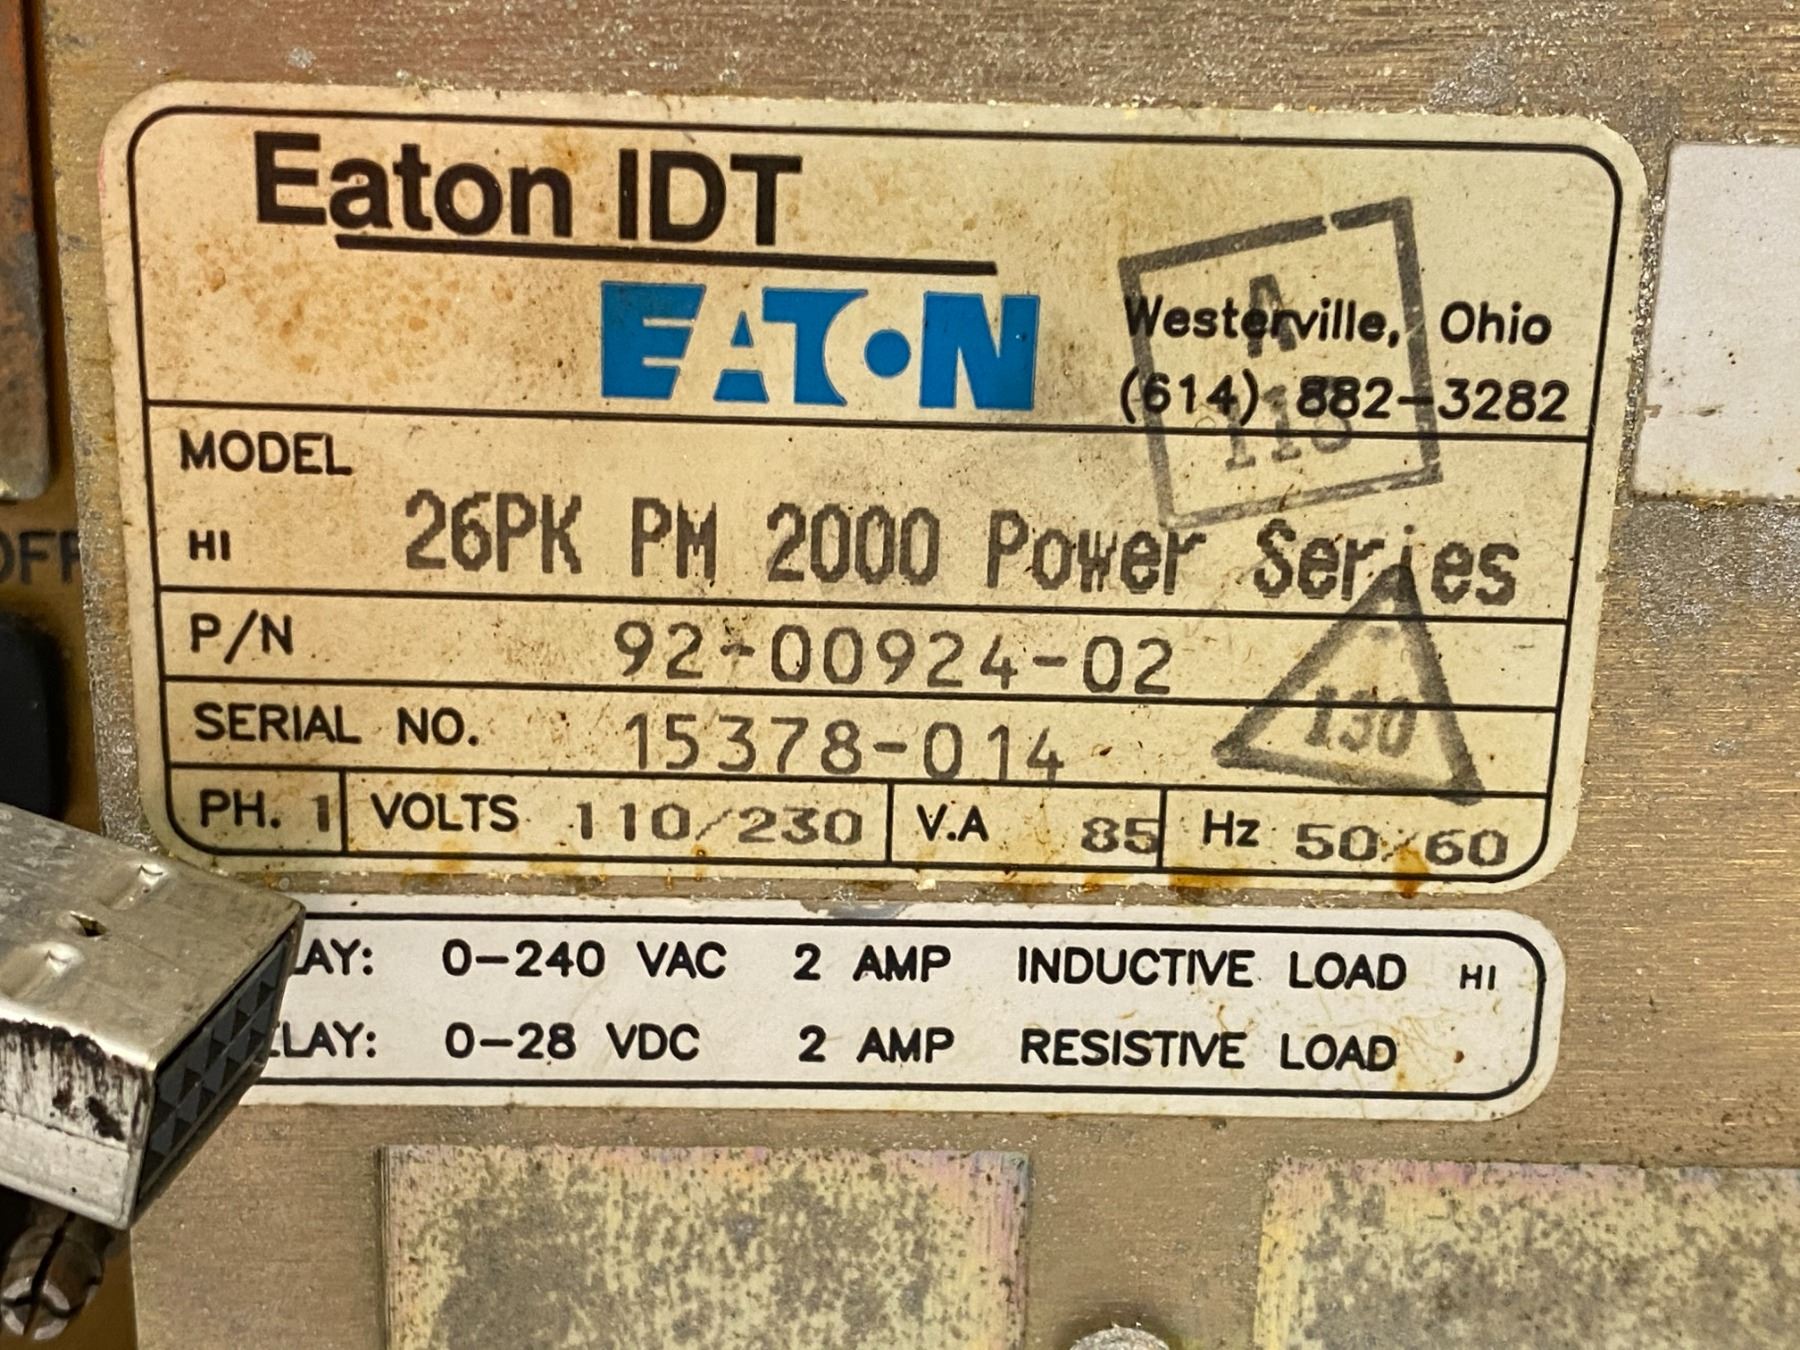 Eaton IDT
EATON
A
Westerville, Ohio
(614) 882-3282
MODEL
HI
26PK PM 2000 Power Series
OFF
P/N 92-00924-02
SERIAL NO. 15378-014
130
PH. 1 VOLTS 110/230 V.A 85 Hz 50/60
LAY: 0-240 VAC 2 AMP INDUCTIVE LOAD HI
LAY: 0-28 VDC 2 AMP RESISTIVE LOAD